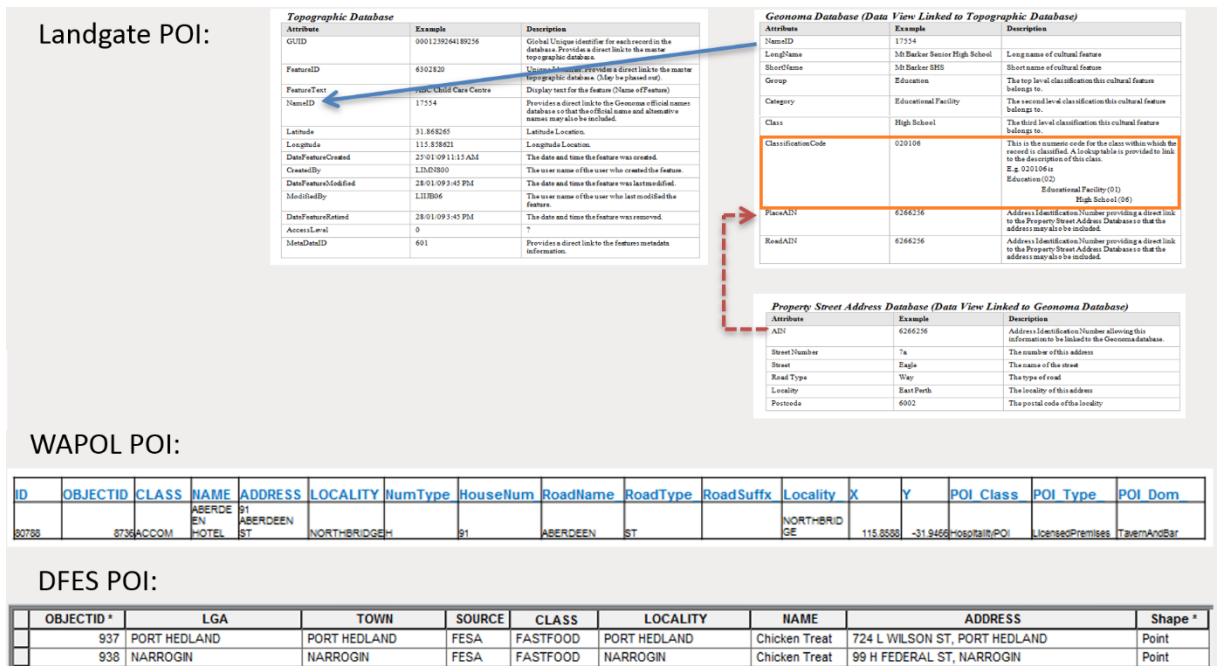 Landgate POI:
Topographic Database
Attribute Example Description
GUID 0001239264189256 Global Unique identifier for each record in the
database. Provides a direct link to the master
topographic database.
FeatureID 6302820 Unique Identifier. Provides a direct link to the master
topographic database. (May be phased out).
FeatureText ABC Child Care Centre Display text for the feature (Name of Feature)
NameID 17554 Provides a direct link to the Geonoma official names
database so that the official name and alternative
names may also be included.
Latitude 31.868265 Latitude Location.
Longitude 115.858621 Longitude Location.
DateFeatureCreated 25\01\09 11:15 AM The date and time the feature was created.
CreatedBy LIMN800 The user name of the user who created the feature.
DateFeatureModified 28/01/09 3:45 PM The date and time the feature was last modified.
ModifiedBy LIIJB06 The user name of the user who last modified the
feature.
DateFeatureRetired 28/01/09 3:45 PM The date and time the feature was removed.
AccessLevel 0 ?
MetaDataID 601 Provides a direct link to the features metadata
information.
Geonoma Database (Data View Linked to Topographic Database)
Attribute Example Description
NameID 17554
LongName Mt Barker Senior High School Long name of cultural feature
ShortName Mt Barker SHS Short name of cultural feature
Group Education The top level classification this cultural feature
belongs to.
Category Educational Facility The second level classification this cultural feature
belongs to.
Class High School The third level classification this cultural feature
belongs to.
ClassificationCode 020106 This is the numeric code for the class within which the
record is classified. A lookup table is provided to link
to the description of this class.
E.g. 020106 is
Education (02)
Educational Facility (01)
High School (06)
PlaceAIN 6266256 Address Identification Number providing a direct link
to the Property Street Address Database so that the
address may also be included.
RoadAIN 6266256 Address Identification Number providing a direct link
to the Property Street Address Database so that the
address may also be included.
Property Street Address Database (Data View Linked to Geonoma Database)
Attribute Example Description
AIN 6266256 Address Identification Number allowing this
information to be linked to the Geonoma database.
Street Number 7a The number of this address
Street Eagle The name of the street
Road Type Way The type of road
Locality East Perth The locality of this address
Postcode 6002 The postal code of the locality
WAPOL POI:
ID OBJECTID CLASS NAME ADDRESS LOCALITY NumType HouseNum RoadName RoadType RoadSuffx Locality X Y POI_Class POI_Type POI_Dom_
80788 8736 ACCOM ABERDEEN HOTEL 91 ABERDEEN ST NORTHBRIDGE H 91 ABERDEEN ST NORTHBRIDGE 115.8588 -31.9466 HospitalityPOI LicensedPremises TavernAndBar
DFES POI:
OBJECTID * LGA TOWN SOURCE CLASS LOCALITY NAME ADDRESS Shape *
937 PORT HEDLAND PORT HEDLAND FESA FASTFOOD PORT HEDLAND Chicken Treat 724 L WILSON ST, PORT HEDLAND Point
938 NARROGIN NARROGIN FESA FASTFOOD NARROGIN Chicken Treat 99 H FEDERAL ST, NARROGIN Point